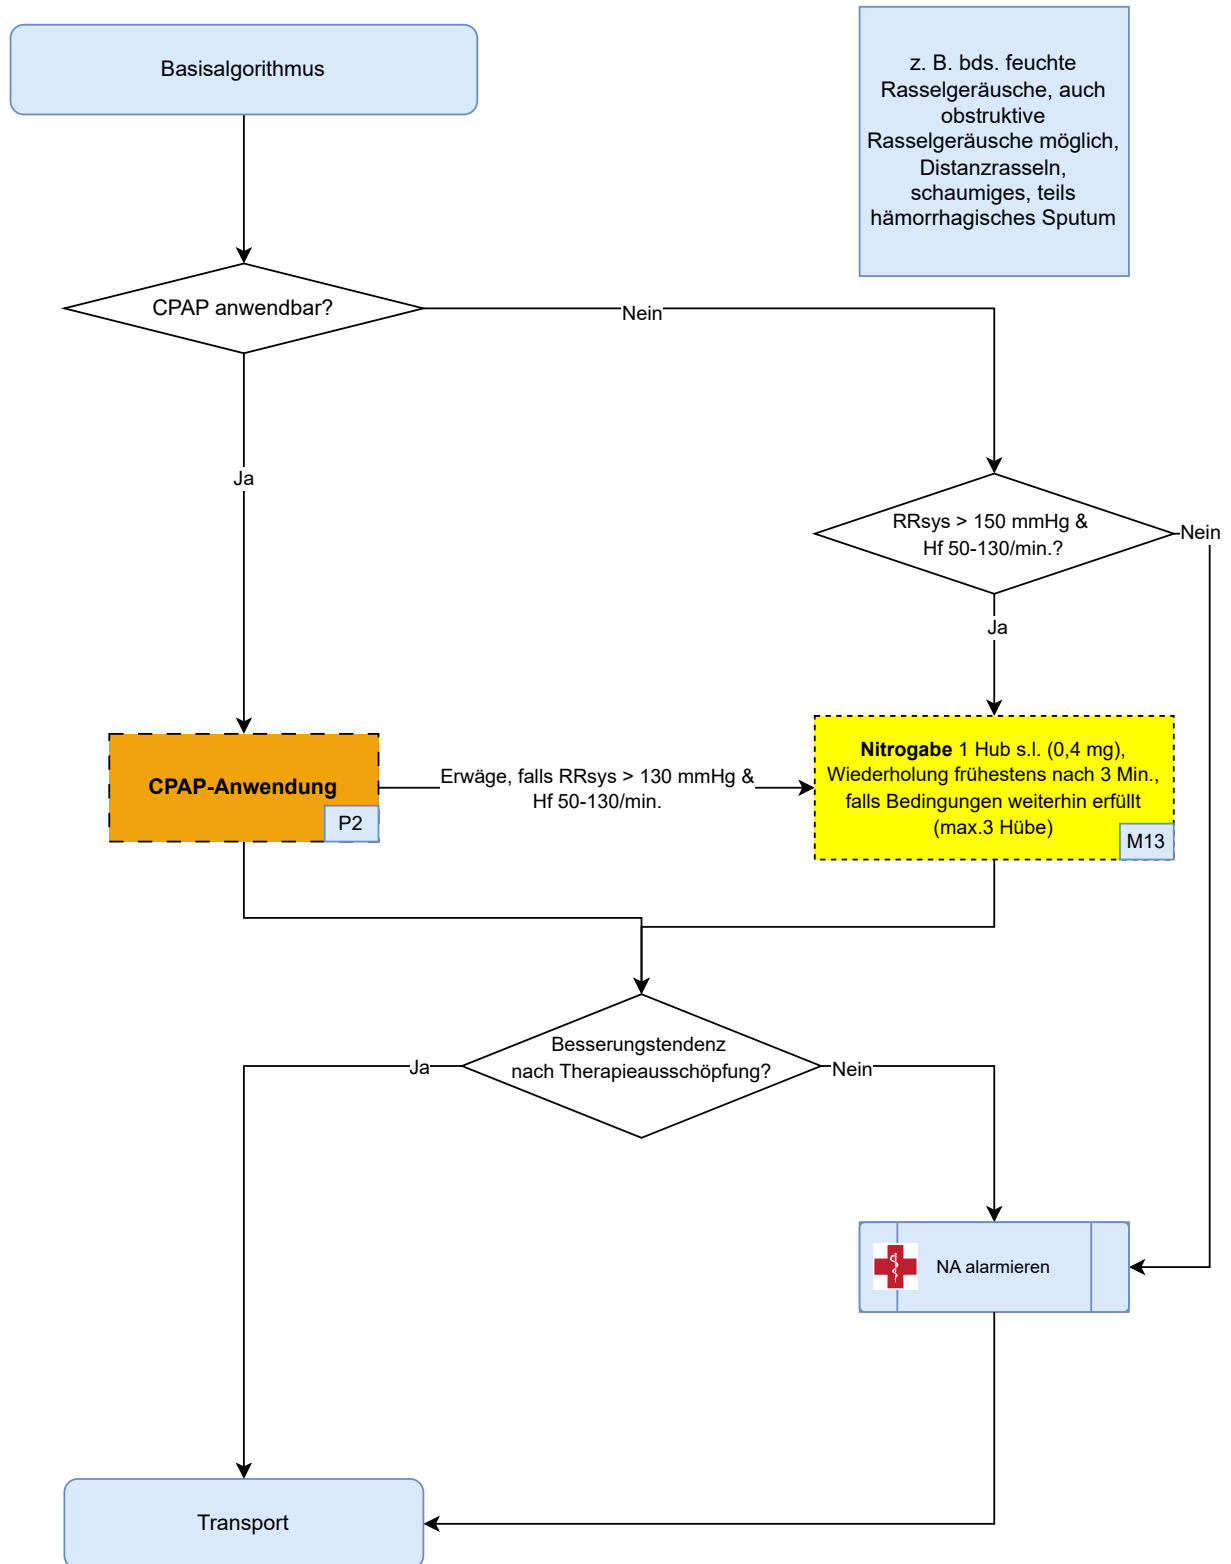 Basisalgorithmus
z. B. bds. feuchte
Rasselgeräusche, auch
obstruktive
Rasselgeräusche möglich,
Distanzrasseln,
schaumiges, teils
hämorrhagisches Sputum
CPAP anwendbar?
Nein
Ja
RRsys > 150 mmHg &
Hf 50-130/min.?
Nein
Ja
CPAP-Anwendung
P2
Erwäge, falls RRsys > 130 mmHg &
Hf 50-130/min.
Nitrogabe 1 Hub s.l. (0,4 mg),
Wiederholung frühestens nach 3 Min.,
falls Bedingungen weiterhin erfüllt
(max.3 Hübe)
M13
Besserungstendenz
nach Therapieausschöpfung?
Ja
Nein
NA alarmieren
Transport